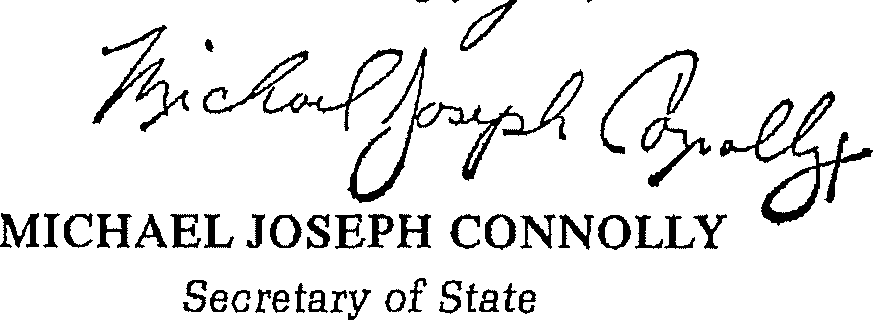 Michael Joseph Connolly
MICHAEL JOSEPH CONNOLLY
Secretary of State